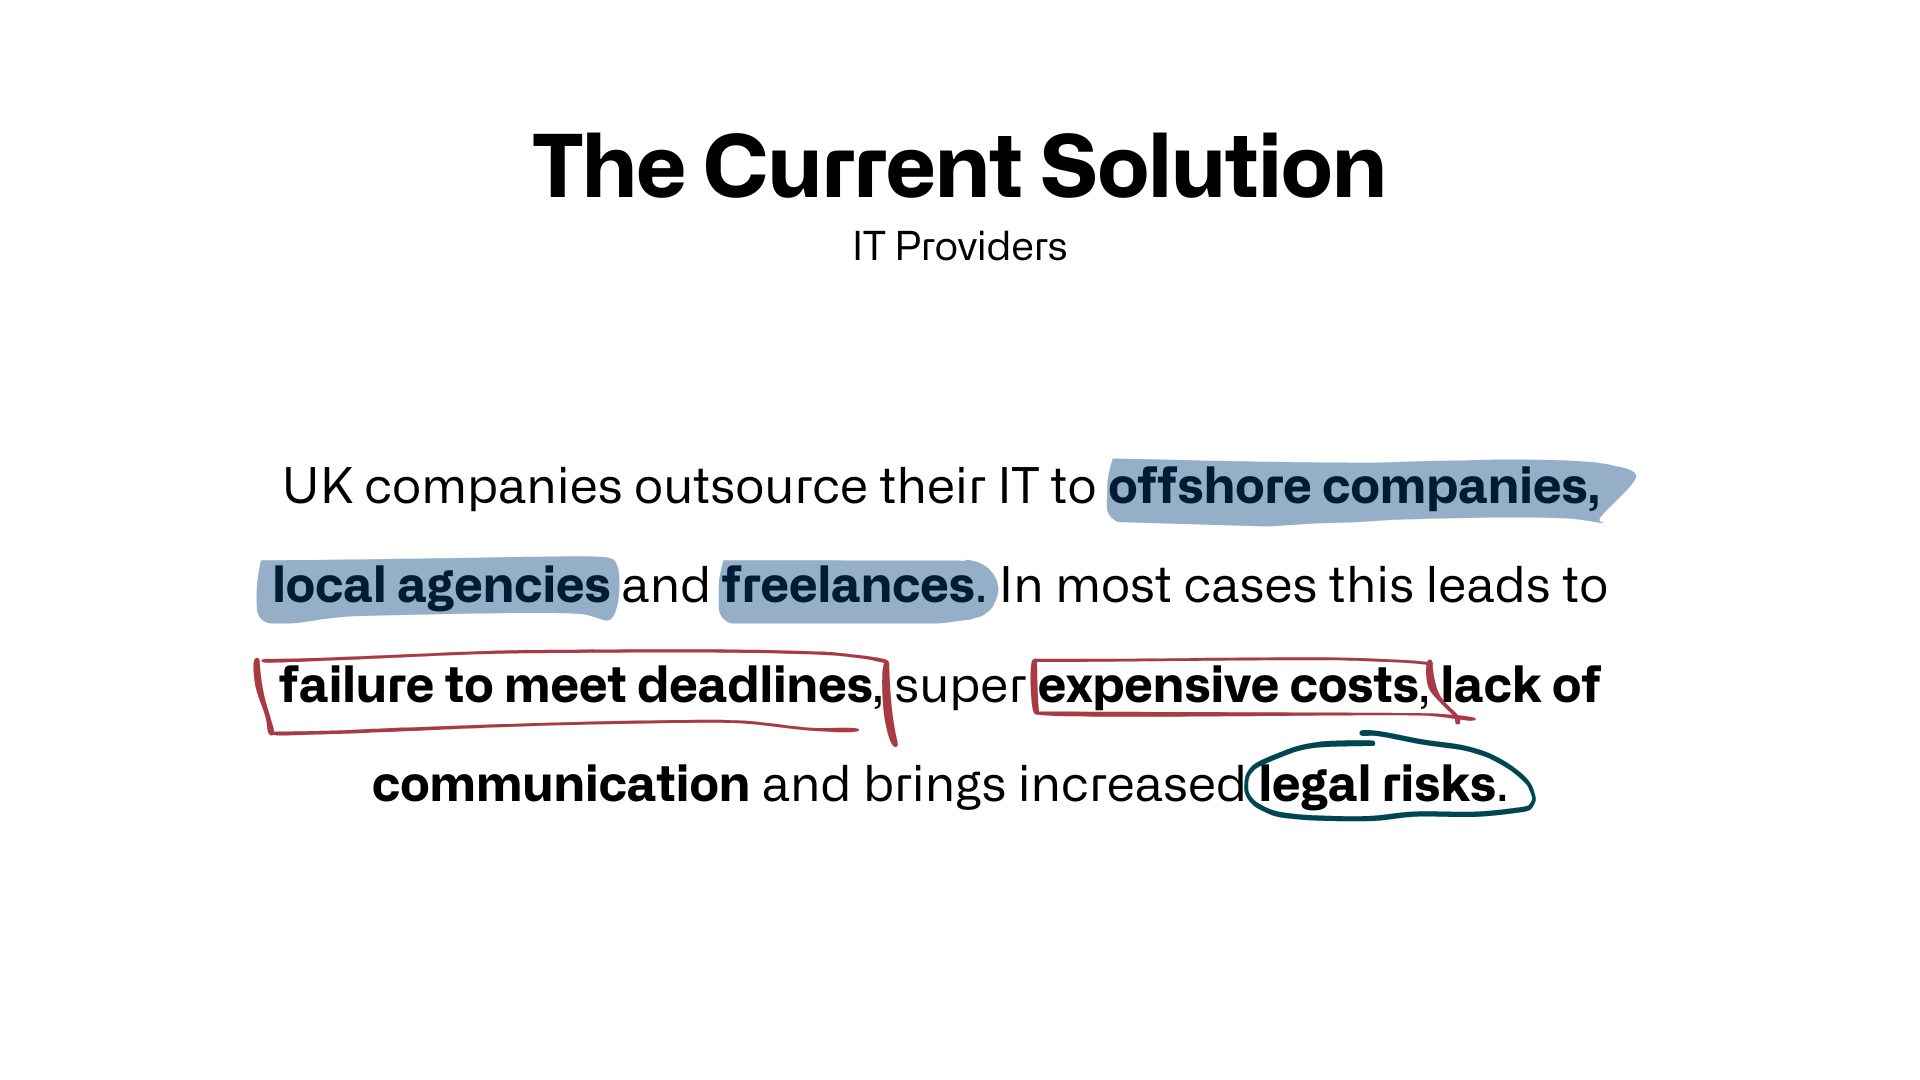 The Current Solution
IT Providers
UK companies outsource their IT to offshore companies,
local agencies and freelances. In most cases this leads to
failure to meet deadlines, super expensive costs, lack of
communication and brings increased legal risks.